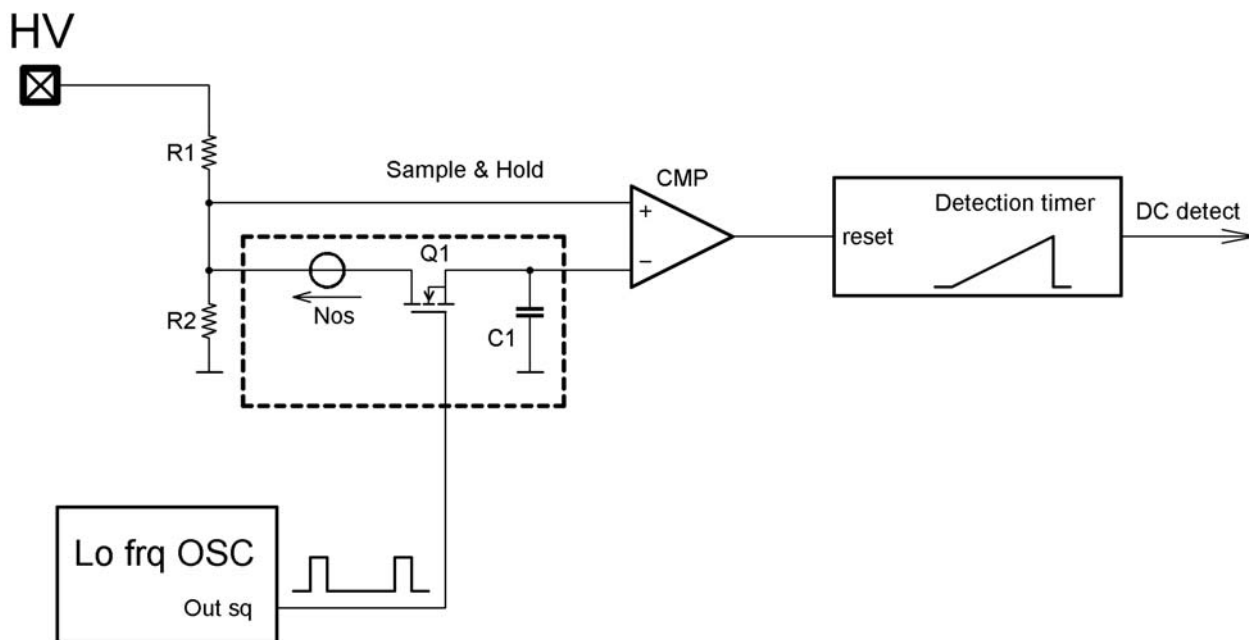 HV
R1
Sample & Hold
CMP
+
−
Q1
Nos
R2
C1
reset
Detection timer
DC detect
Lo frq OSC
Out sq